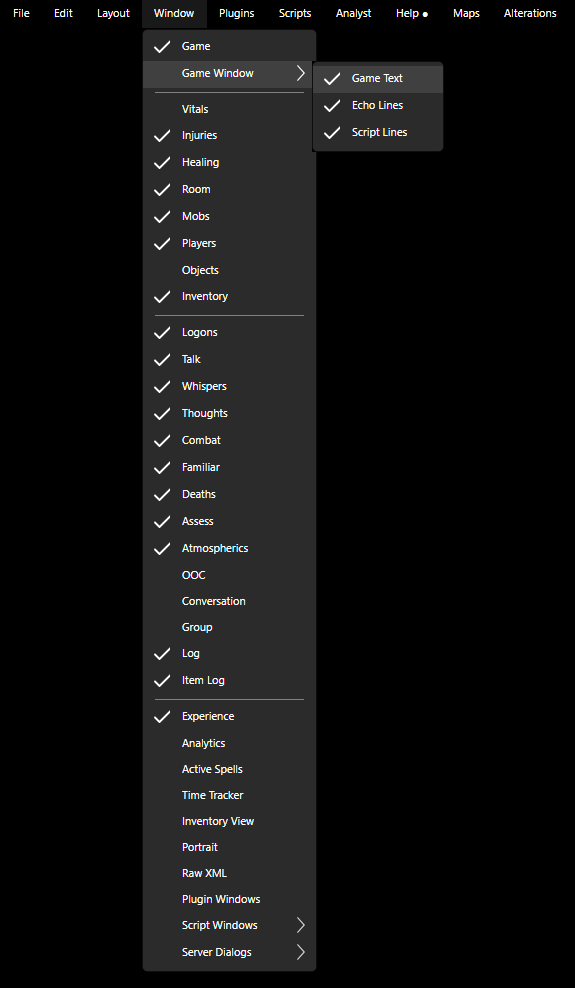 File Edit Layout Window Plugins Scripts Analyst Help Maps Alterations
Game
Game Window
Game Text
Echo Lines
Script Lines
Vitals
Injuries
Healing
Room
Mobs
Players
Objects
Inventory
Logons
Talk
Whispers
Thoughts
Combat
Familiar
Deaths
Assess
Atmospherics
OOC
Conversation
Group
Log
Item Log
Experience
Analytics
Active Spells
Time Tracker
Inventory View
Portrait
Raw XML
Plugin Windows
Script Windows
Server Dialogs